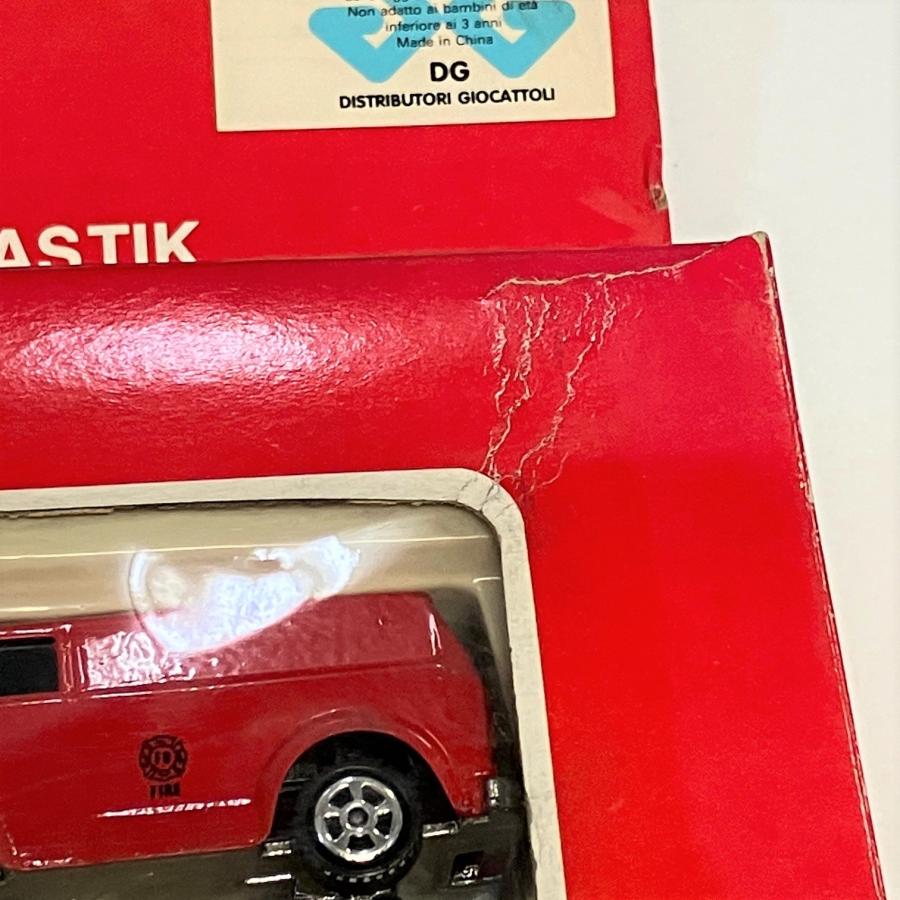 Non adatto ai bambini di età
inferiore ai 3 anni
Made in China
DG
DISTRIBUTORI GIOCATTOLI
ASTIK
FIRE